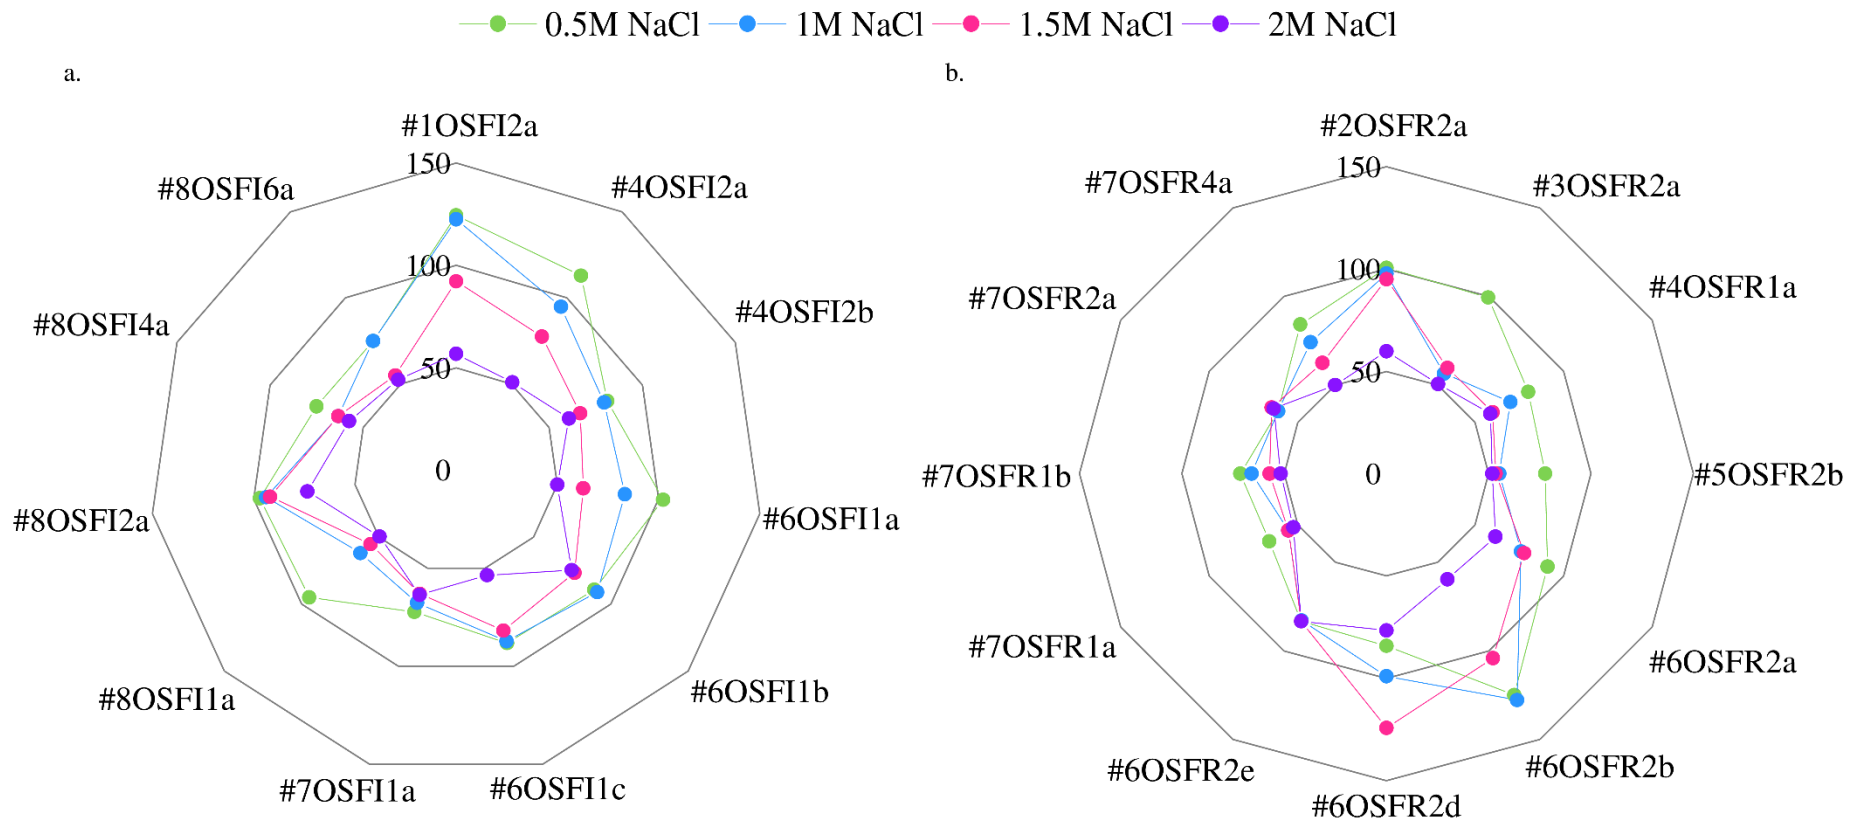 0.5M NaCl 1M NaCl 1.5M NaCl 2M NaCl
a.
#1OSFI2a
#4OSFI2a
#4OSFI2b
#6OSFI1a
#6OSFI1b
#6OSFI1c
#7OSFI1a
#8OSFI1a
#8OSFI2a
#8OSFI4a
#8OSFI6a
150
100
50
0
b.
#2OSFR2a
#3OSFR2a
#4OSFR1a
#5OSFR2b
#6OSFR2a
#6OSFR2b
#6OSFR2d
#6OSFR2e
#7OSFR1a
#7OSFR1b
#7OSFR2a
#7OSFR4a
150
100
50
0